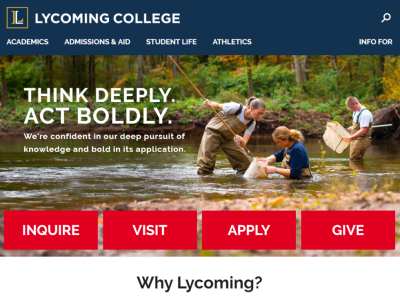 L LYCOMING COLLEGE
ACADEMICS ADMISSIONS & AID STUDENT LIFE ATHLETICS INFO FOR
THINK DEEPLY.
ACT BOLDLY.
We're confident in our deep pursuit of
knowledge and bold in its application.
INQUIRE VISIT APPLY GIVE
Why Lycoming?